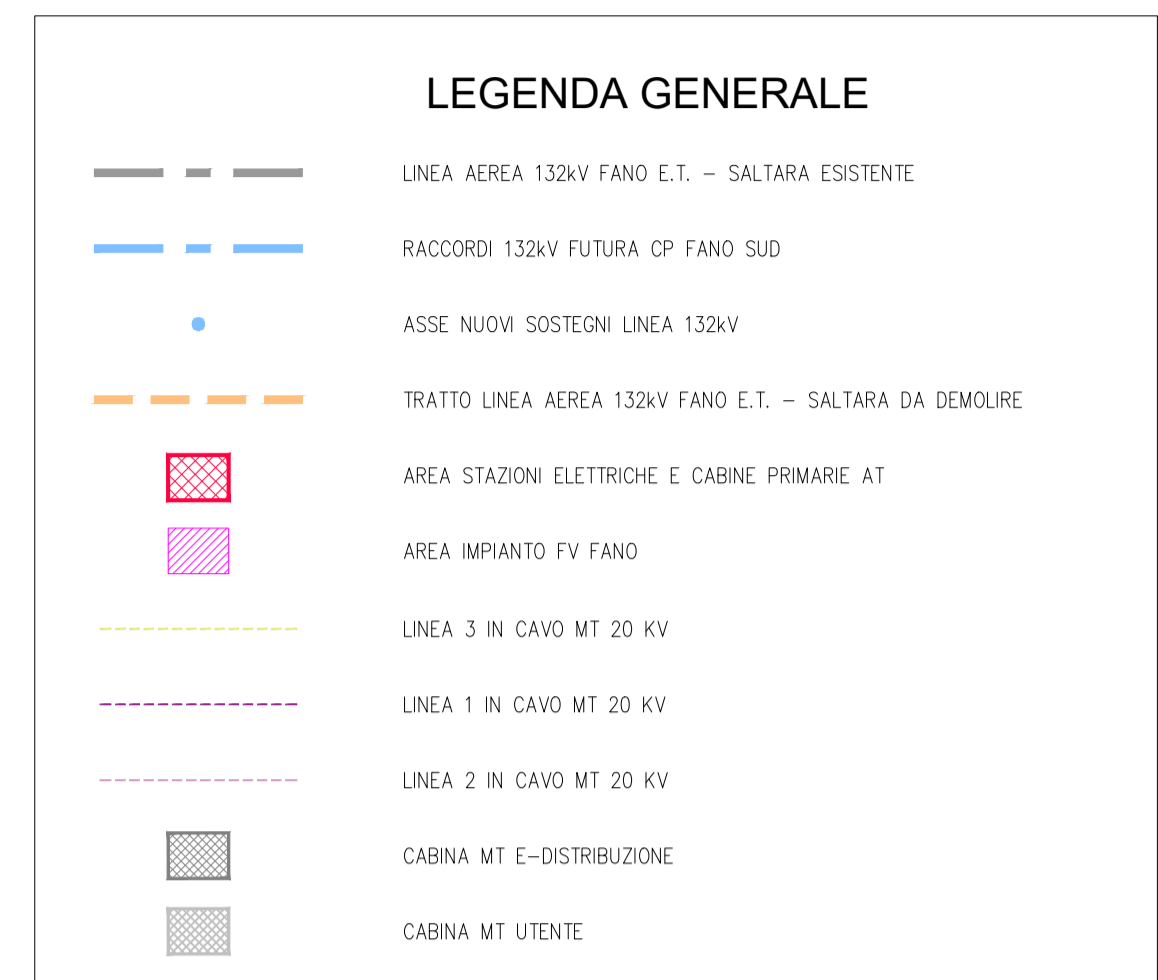 LEGENDA GENERALE
LINEA AEREA 132kV FANO E.T. – SALTARA ESISTENTE
RACCORDI 132kV FUTURA CP FANO SUD
ASSE NUOVI SOSTEGNI LINEA 132kV
TRATTO LINEA AEREA 132kV FANO E.T. – SALTARA DA DEMOLIRE
AREA STAZIONI ELETTRICHE E CABINE PRIMARIE AT
AREA IMPIANTO FV FANO
LINEA 3 IN CAVO MT 20 KV
LINEA 1 IN CAVO MT 20 KV
LINEA 2 IN CAVO MT 20 KV
CABINA MT E–DISTRIBUZIONE
CABINA MT UTENTE